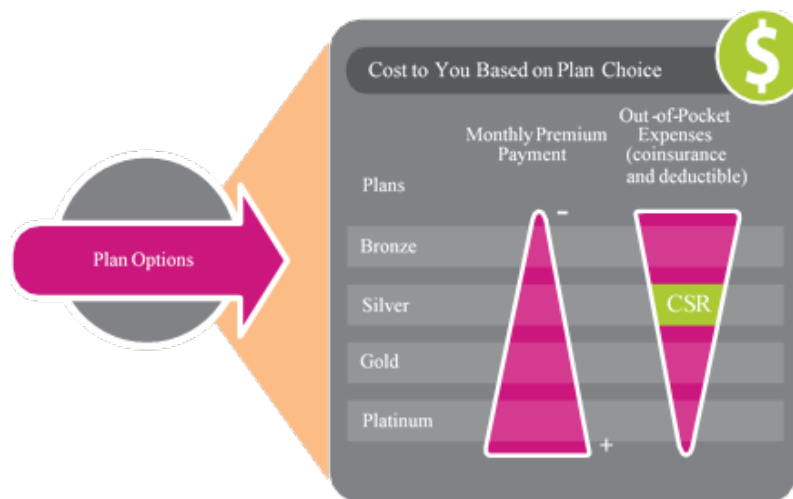 $
Cost to You Based on Plan Choice
Monthly Premium
Payment
Out-of-Pocket
Expenses
(coinsurance
and deductible)
Plans
-
Bronze
Silver
CSR
Gold
Platinum
+
Plan Options